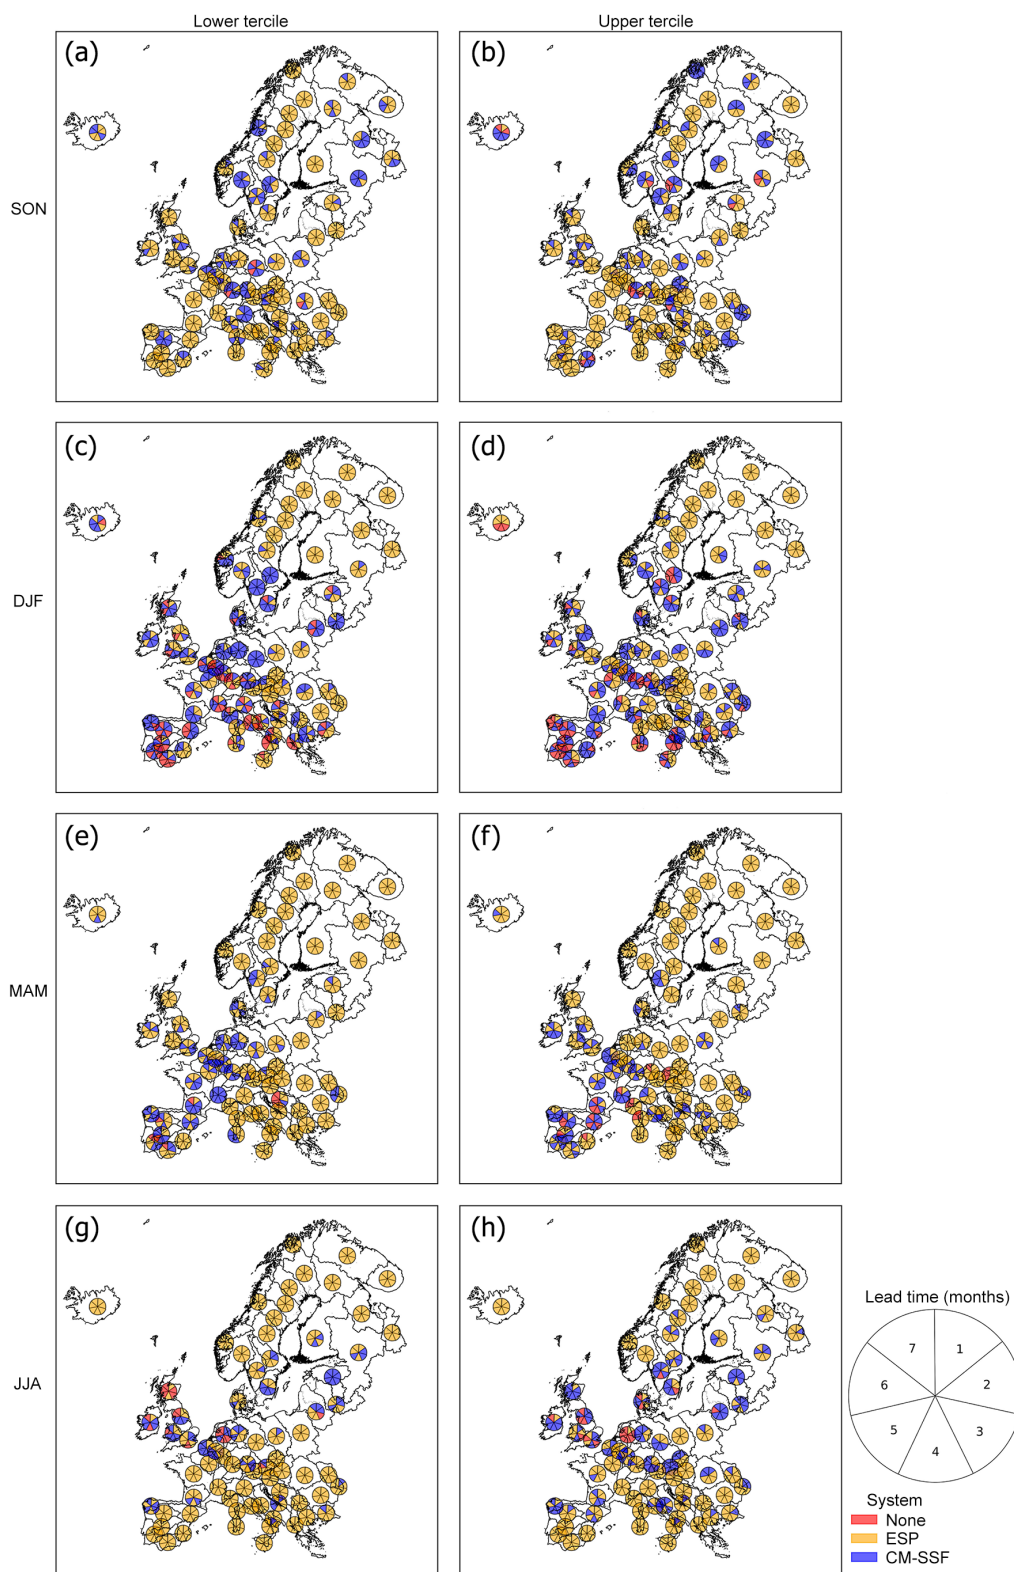 Lower tercile
Upper tercile
(a)
(b)
SON
(c)
(d)
DJF
(e)
(f)
MAM
(g)
(h)
JJA
Lead time (months)
7
1
6
2
5
3
4
System
None
ESP
CM-SSF